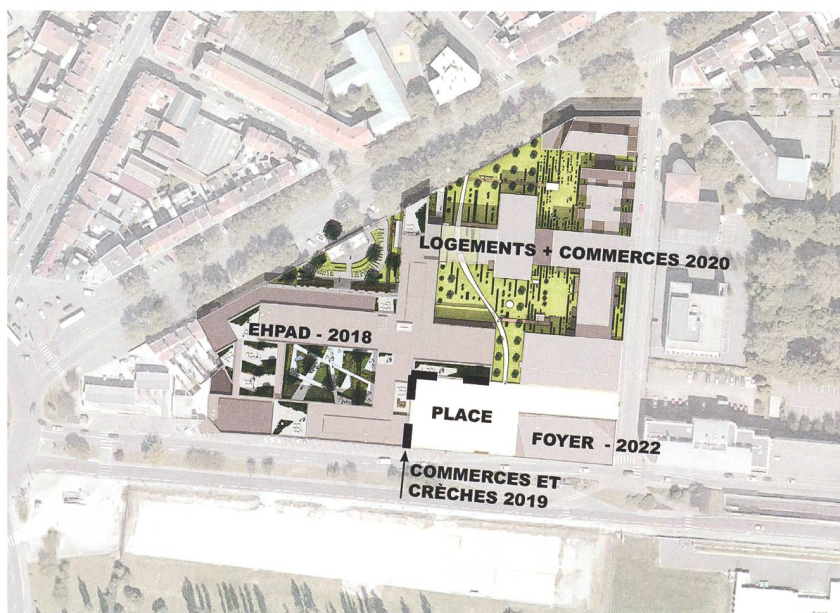 LOGEMENTS + COMMERCES 2020
EHPAD - 2018
PLACE
FOYER - 2022
COMMERCES ET
CRÈCHES 2019